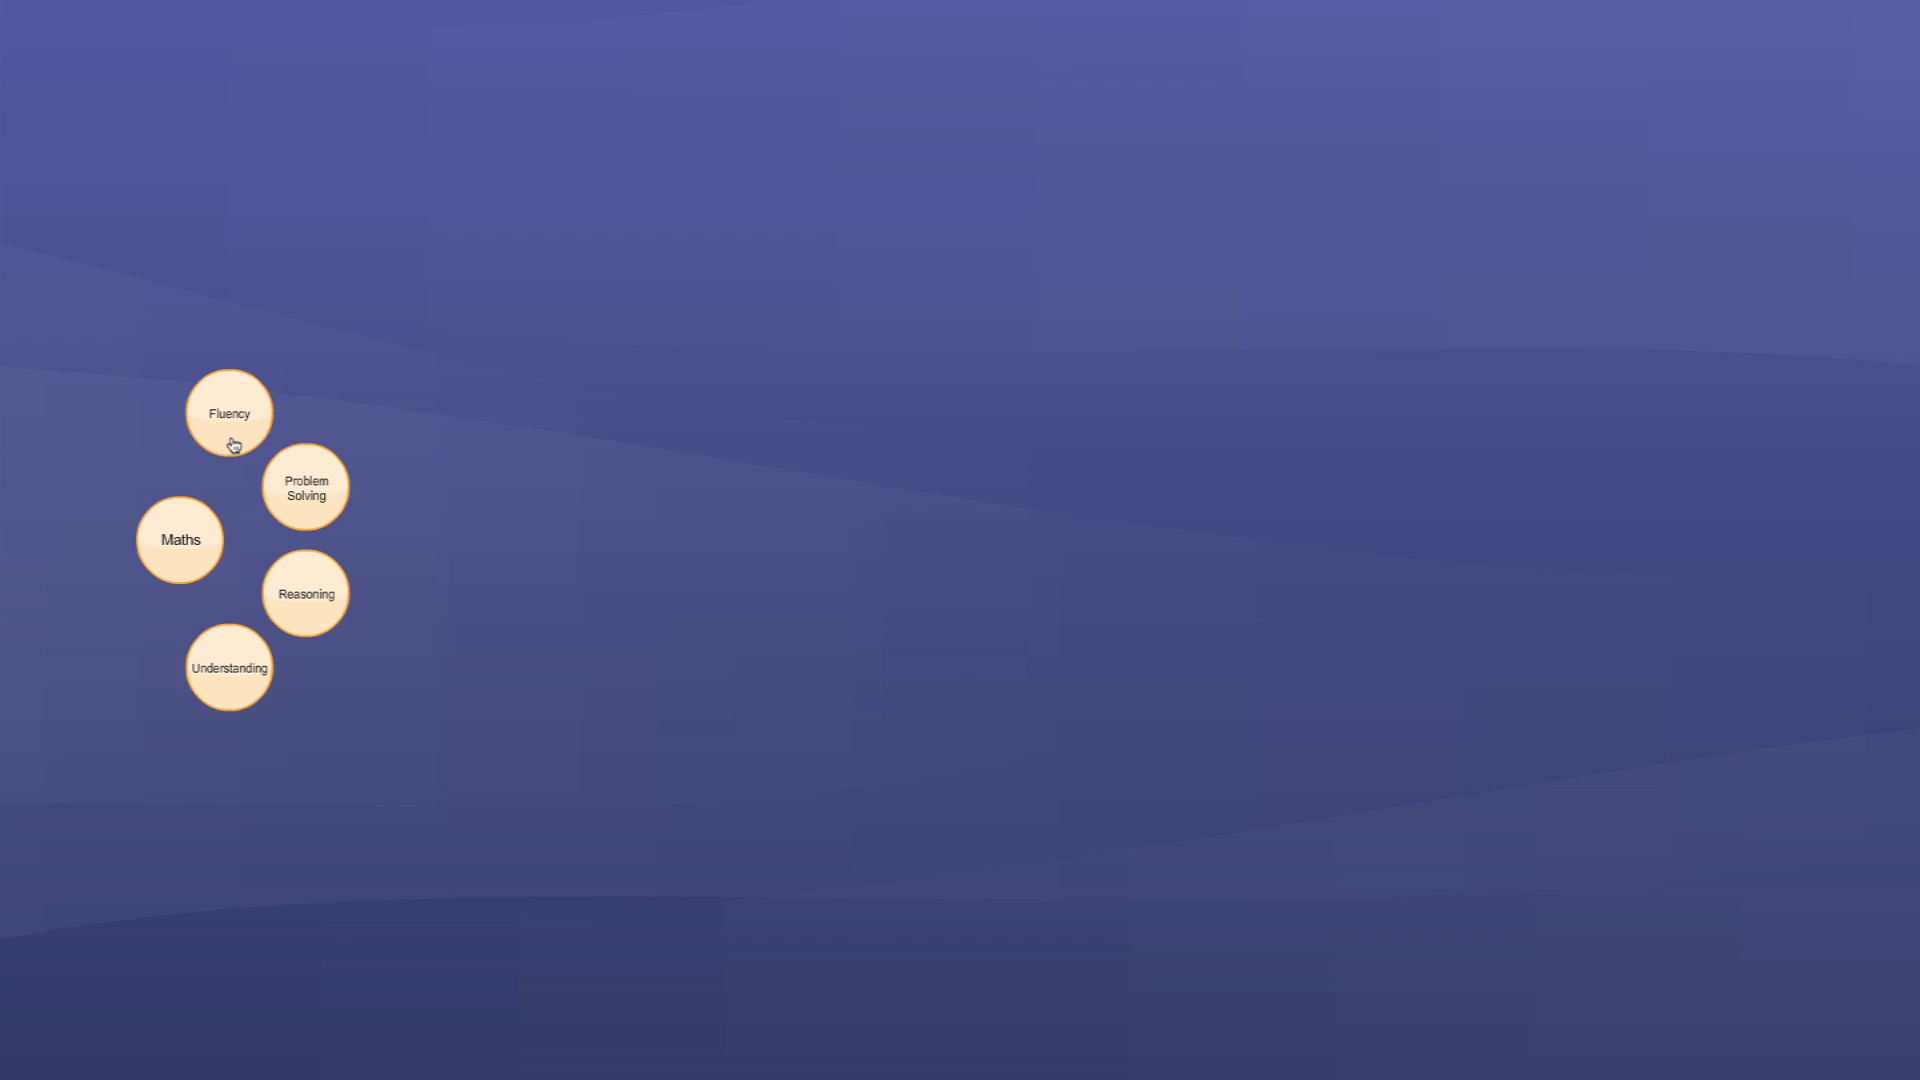 Fluency
Problem
Solving
Maths
Reasoning
Understanding